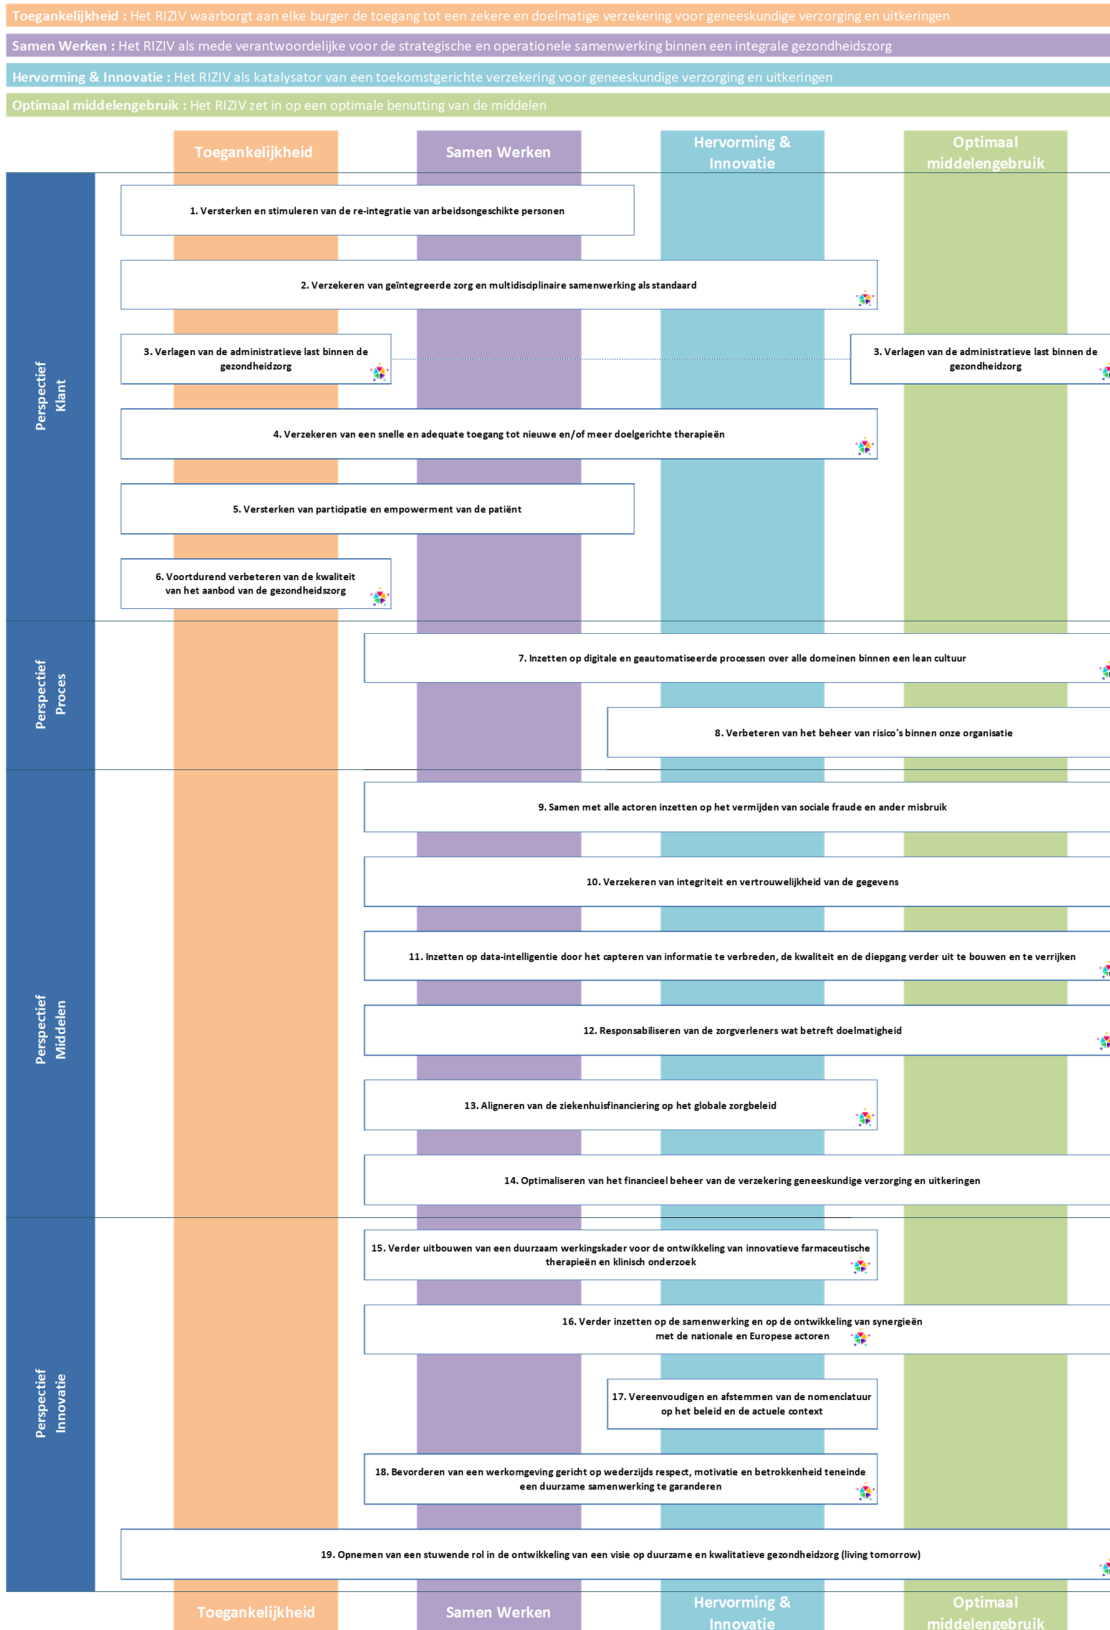 Toegankelijkheid : Het RIZIV waarborgt aan elke burger de toegang tot een zekere en doelmatige verzekering voor geneeskundige verzorging en uitkeringen
Samen Werken : Het RIZIV als mede verantwoordelijke voor de strategische en operationele samenwerking binnen een integrale gezondheidszorg
Hervorming & Innovatie : Het RIZIV als katalysator van een toekomstgerichte verzekering voor geneeskundige verzorging en uitkeringen
Optimaal middelengebruik : Het RIZIV zet in op een optimale benutting van de middelen
Toegankelijkheid
Samen Werken
Hervorming &
Innovatie
Optimaal
middelengebruik
Perspectief
Klant
1. Versterken en stimuleren van de re-integratie van arbeidsongeschikte personen
2. Verzekeren van geïntegreerde zorg en multidisciplinaire samenwerking als standaard
3. Verlagen van de administratieve last binnen de
gezondheidzorg
3. Verlagen van de administratieve last binnen de
gezondheidzorg
4. Verzekeren van een snelle en adequate toegang tot nieuwe en/of meer doelgerichte therapieën
5. Versterken van participatie en empowerment van de patiënt
6. Voortdurend verbeteren van de kwaliteit
van het aanbod van de gezondheidszorg
Perspectief
Proces
7. Inzetten op digitale en geautomatiseerde processen over alle domeinen binnen een lean cultuur
8. Verbeteren van het beheer van risico's binnen onze organisatie
Perspectief
Middelen
9. Samen met alle actoren inzetten op het vermijden van sociale fraude en ander misbruik
10. Verzekeren van integriteit en vertrouwelijkheid van de gegevens
11. Inzetten op data-intelligentie door het capteren van informatie te verbreden, de kwaliteit en de diepgang verder uit te bouwen en te verrijken
12. Responsabiliseren van de zorgverleners wat betreft doelmatigheid
13. Aligneren van de ziekenhuisfinanciering op het globale zorgbeleid
14. Optimaliseren van het financieel beheer van de verzekering geneeskundige verzorging en uitkeringen
Perspectief
Innovatie
15. Verder uitbouwen van een duurzaam werkingskader voor de ontwikkeling van innovatieve farmaceutische
therapieën en klinisch onderzoek
16. Verder inzetten op de samenwerking en op de ontwikkeling van synergieën
met de nationale en Europese actoren
17. Vereenvoudigen en afstemmen van de nomenclatuur
op het beleid en de actuele context
18. Bevorderen van een werkomgeving gericht op wederzijds respect, motivatie en betrokkenheid teneinde
een duurzame samenwerking te garanderen
19. Opnemen van een stuwende rol in de ontwikkeling van een visie op duurzame en kwalitatieve gezondheidzorg (living tomorrow)
Toegankelijkheid
Samen Werken
Hervorming &
Innovatie
Optimaal
middelengebruik